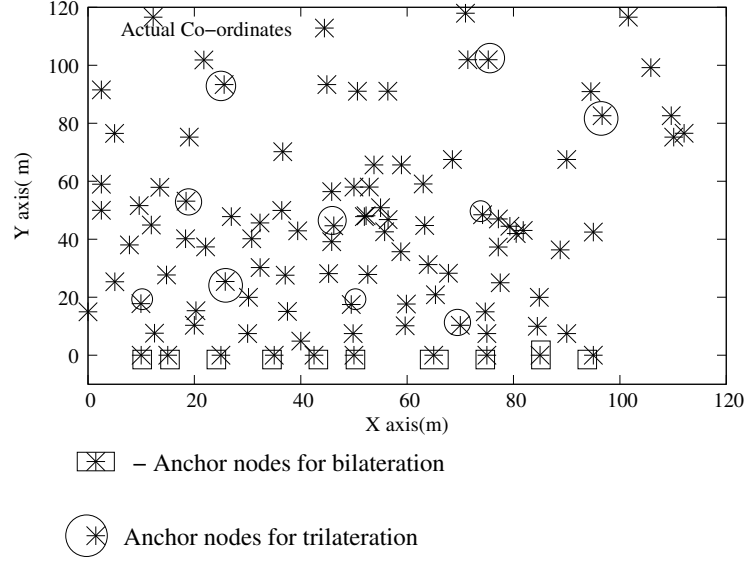 120
Actual Co-ordinates
100
80
60
40
20
0
Y axis( m)
0 20 40 60 80 100 120
X axis(m)
– Anchor nodes for bilateration
Anchor nodes for trilateration